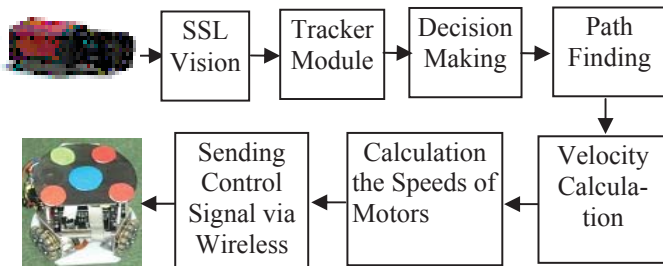 SSL
Vision
Tracker
Module
Decision
Making
Path
Finding
Velocity
Calcula-
tion
Calculation
the Speeds of
Motors
Sending
Control
Signal via
Wireless